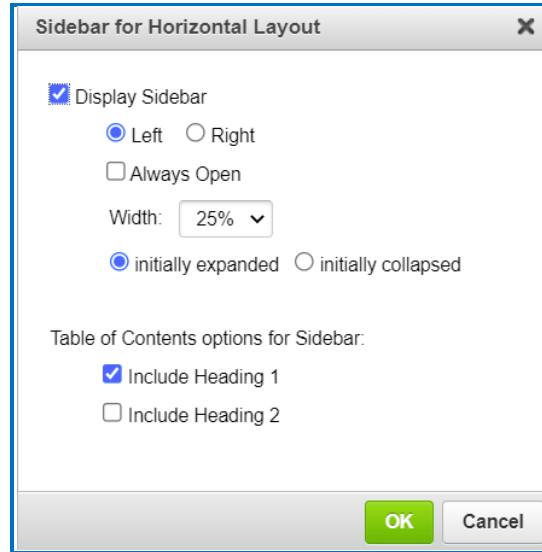 Sidebar for Horizontal Layout
Display Sidebar
Left Right
Always Open
Width: 25%
initially expanded initially collapsed
Table of Contents options for Sidebar:
Include Heading 1
Include Heading 2
OK Cancel